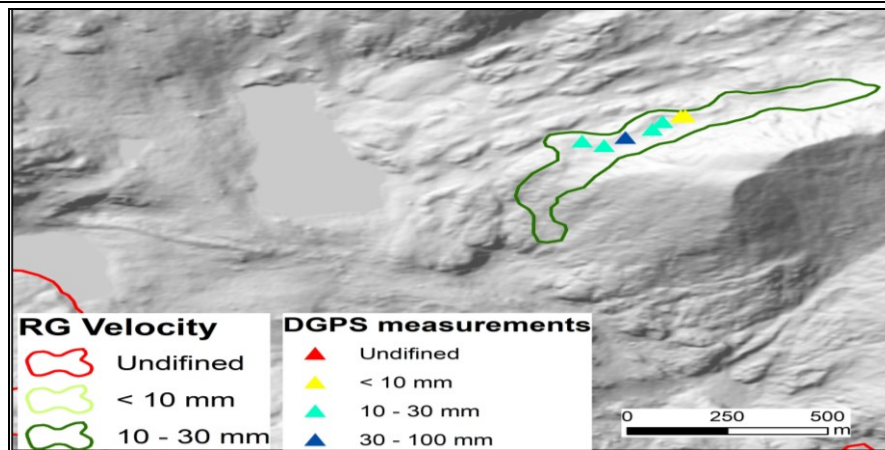 RG Velocity
Undifined
< 10 mm
10 - 30 mm
DGPS measurements
Undifined
< 10 mm
10 - 30 mm
30 - 100 mm
0 250 500
m